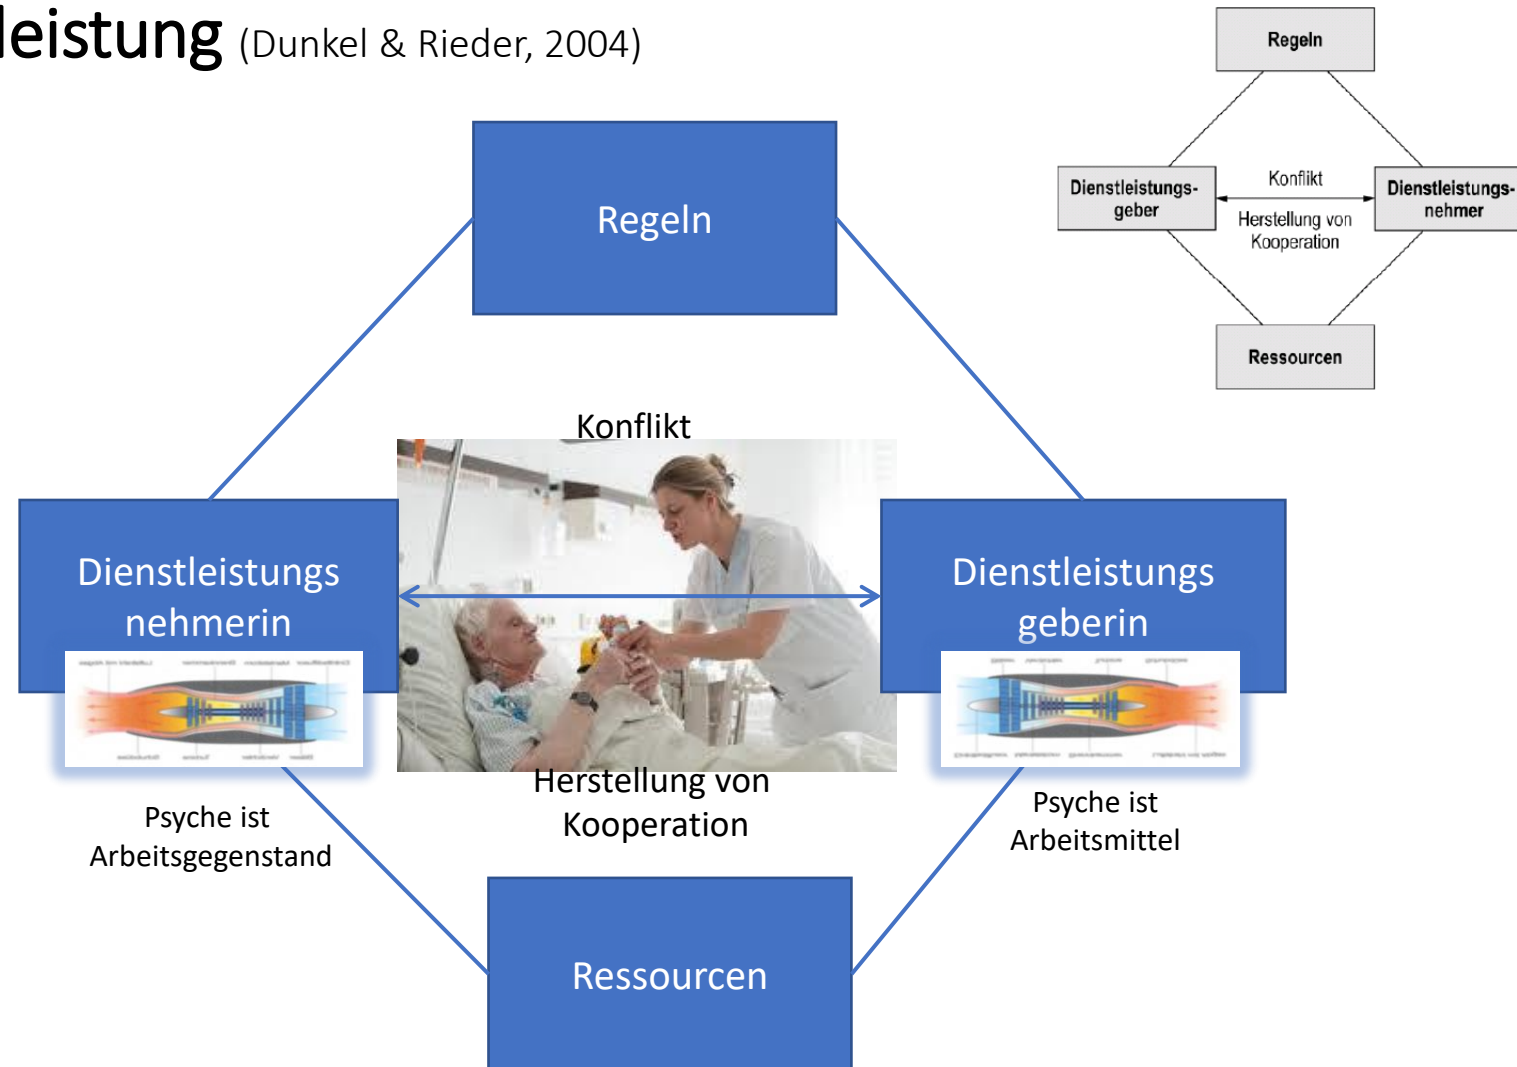 leistung (Dunkel & Rieder, 2004)
Regeln
Dienstleistungs-
geber
Konflikt
Herstellung von
Kooperation
Dienstleistungs-
nehmer
Ressourcen
Regeln
Konflikt
Dienstleistungs
nehmerin
Dienstleistungs
geberin
Herstellung von
Kooperation
Psyche ist
Arbeitsgegenstand
Psyche ist
Arbeitsmittel
Ressourcen